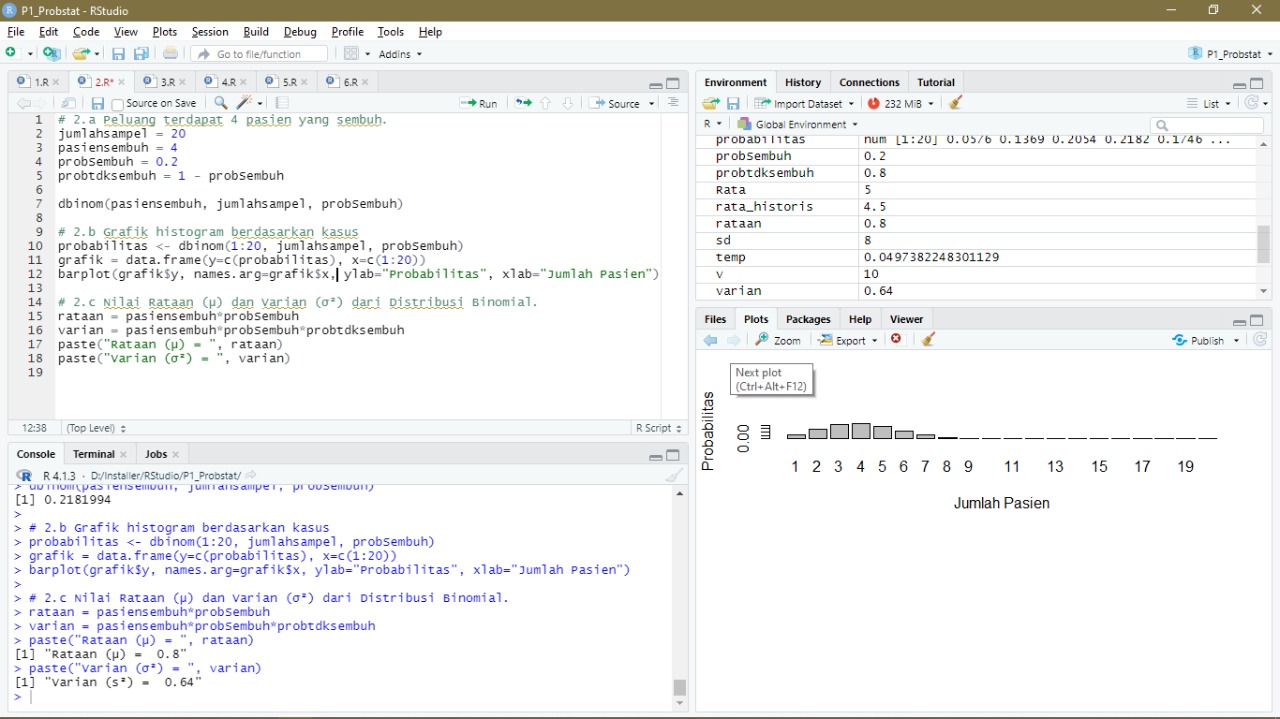 P1_Probstat - RStudio
File Edit Code View Plots Session Build Debug Profile Tools Help
Go to file/function Addins P1_Probstat
1.R 2.R* 3.R 4.R 5.R 6.R
Source on Save Run Source
1 # 2.a Peluang terdapat 4 pasien yang sembuh.
2 jumlahsampel = 20
3 pasiensembuh = 4
4 probSembuh = 0.2
5 probtdksembuh = 1 - probSembuh
6
7 dbinom(pasiensembuh, jumlahsampel, probSembuh)
8
9 # 2.b Grafik histogram berdasarkan kasus
10 probabilitas <- dbinom(1:20, jumlahsampel, probSembuh)
11 grafik = data.frame(y=c(probabilitas), x=c(1:20))
12 barplot(grafik$y, names.arg=grafik$x, ylab="Probabilitas", xlab="Jumlah Pasien")
13
14 # 2.c Nilai Rataan (μ) dan Varian (σ²) dari Distribusi Binomial.
15 rataan = pasiensembuh*probSembuh
16 varian = pasiensembuh*probSembuh*probtdksembuh
17 paste("Rataan (μ) = ", rataan)
18 paste("Varian (σ²) = ", varian)
19
12:38 (Top Level) R Script
Console Terminal Jobs
R 4.1.3 · D:/Installer/RStudio/P1_Probstat/
> dbinom(pasiensembuh, jumlahsampel, probSembuh)
[1] 0.2181994
>
> # 2.b Grafik histogram berdasarkan kasus
> probabilitas <- dbinom(1:20, jumlahsampel, probSembuh)
> grafik = data.frame(y=c(probabilitas), x=c(1:20))
> barplot(grafik$y, names.arg=grafik$x, ylab="Probabilitas", xlab="Jumlah Pasien")
>
> # 2.c Nilai Rataan (μ) dan Varian (σ²) dari Distribusi Binomial.
> rataan = pasiensembuh*probSembuh
> varian = pasiensembuh*probSembuh*probtdksembuh
> paste("Rataan (μ) = ", rataan)
[1] "Rataan (μ) =  0.8"
> paste("Varian (σ²) = ", varian)
[1] "Varian (s²) =  0.64"
>
Environment History Connections Tutorial
Import Dataset 232 MiB List
R Global Environment
probabilitas num [1:20] 0.0576 0.1369 0.2054 0.2182 0.1746 ...
probSembuh 0.2
probtdksembuh 0.8
Rata 5
rata_historis 4.5
rataan 0.8
sd 8
temp 0.0497382248301129
v 10
varian 0.64
Files Plots Packages Help Viewer
Zoom Export Publish
Next plot
(Ctrl+Alt+F12)
Probabilitas
0.00
1 2 3 4 5 6 7 8 9 11 13 15 17 19
Jumlah Pasien